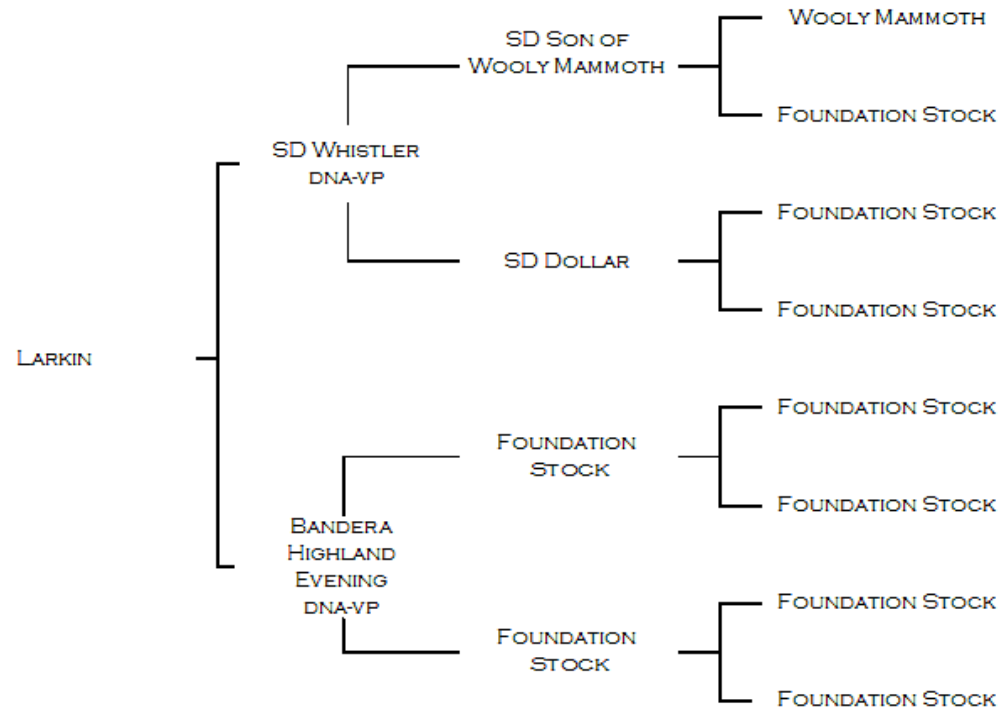 Wooly Mammoth
SD Son of
Wooly Mammoth
Foundation Stock
SD Whistler
DNA-VP
Foundation Stock
SD Dollar
Foundation Stock
Larkin
Foundation Stock
Foundation
Stock
Foundation Stock
Bandera
Highland
Evening
DNA-VP
Foundation Stock
Foundation
Stock
Foundation Stock